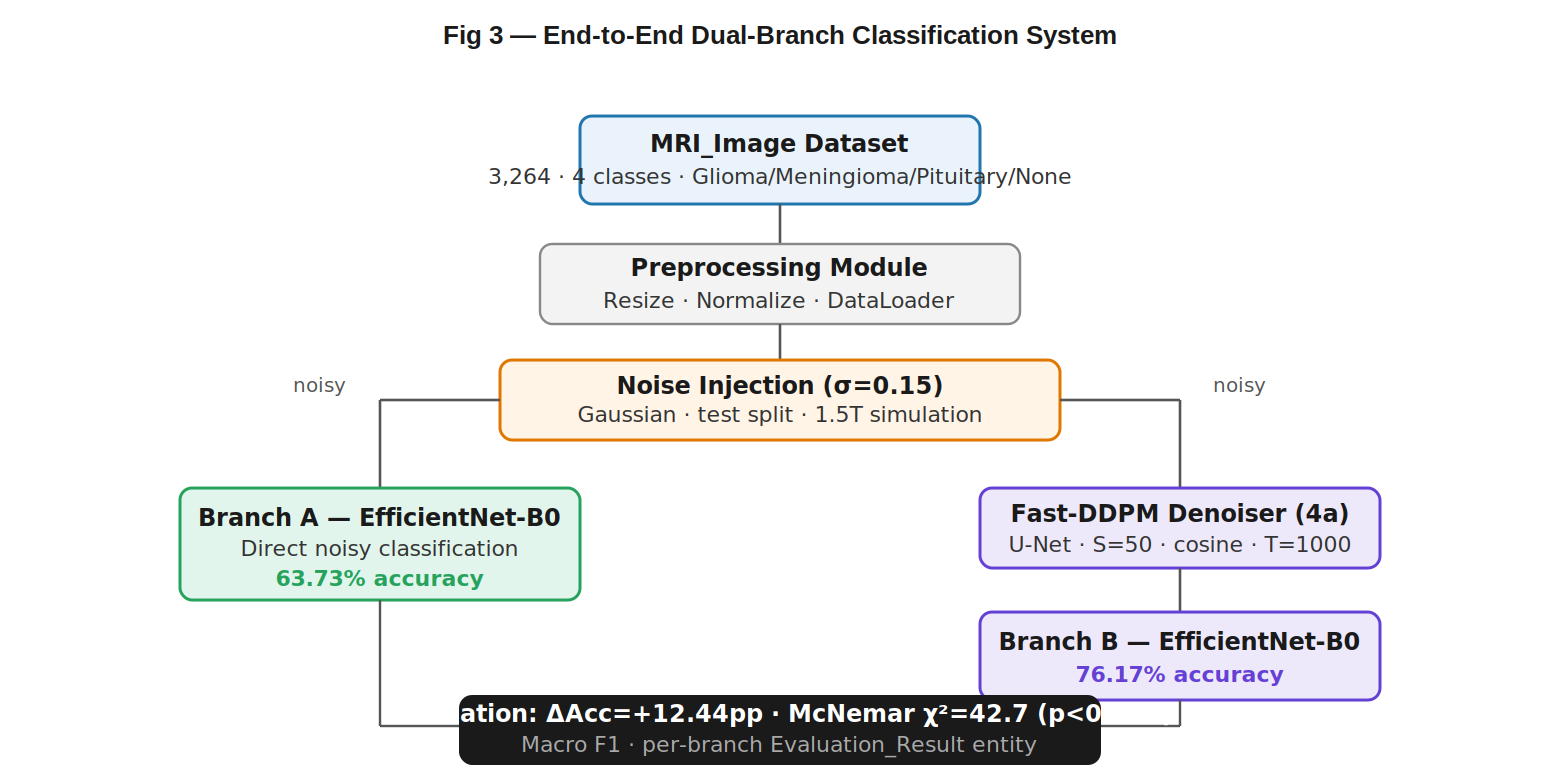 Fig 3 — End-to-End Dual-Branch Classification System
MRI_Image Dataset
3,264 · 4 classes · Glioma/Meningioma/Pituitary/None
Preprocessing Module
Resize · Normalize · DataLoader
Noise Injection (σ=0.15)
Gaussian · test split · 1.5T simulation
noisy
noisy
Branch A — EfficientNet-B0
Direct noisy classification
63.73% accuracy
Fast-DDPM Denoiser (4a)
U-Net · S=50 · cosine · T=1000
Branch B — EfficientNet-B0
76.17% accuracy
ation: ΔAcc=+12.44pp · McNemar χ²=42.7 (p<0
Macro F1 · per-branch Evaluation_Result entity